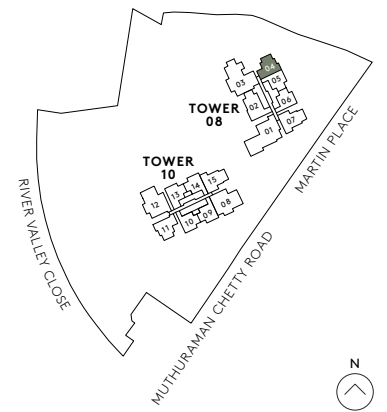 04
03
05
02
06
TOWER
08
01
07
MARTIN PLACE
TOWER
10
15
14
13
12
08
09
10
11
RIVER VALLEY CLOSE
MUTHURAMAN CHETTY ROAD
N